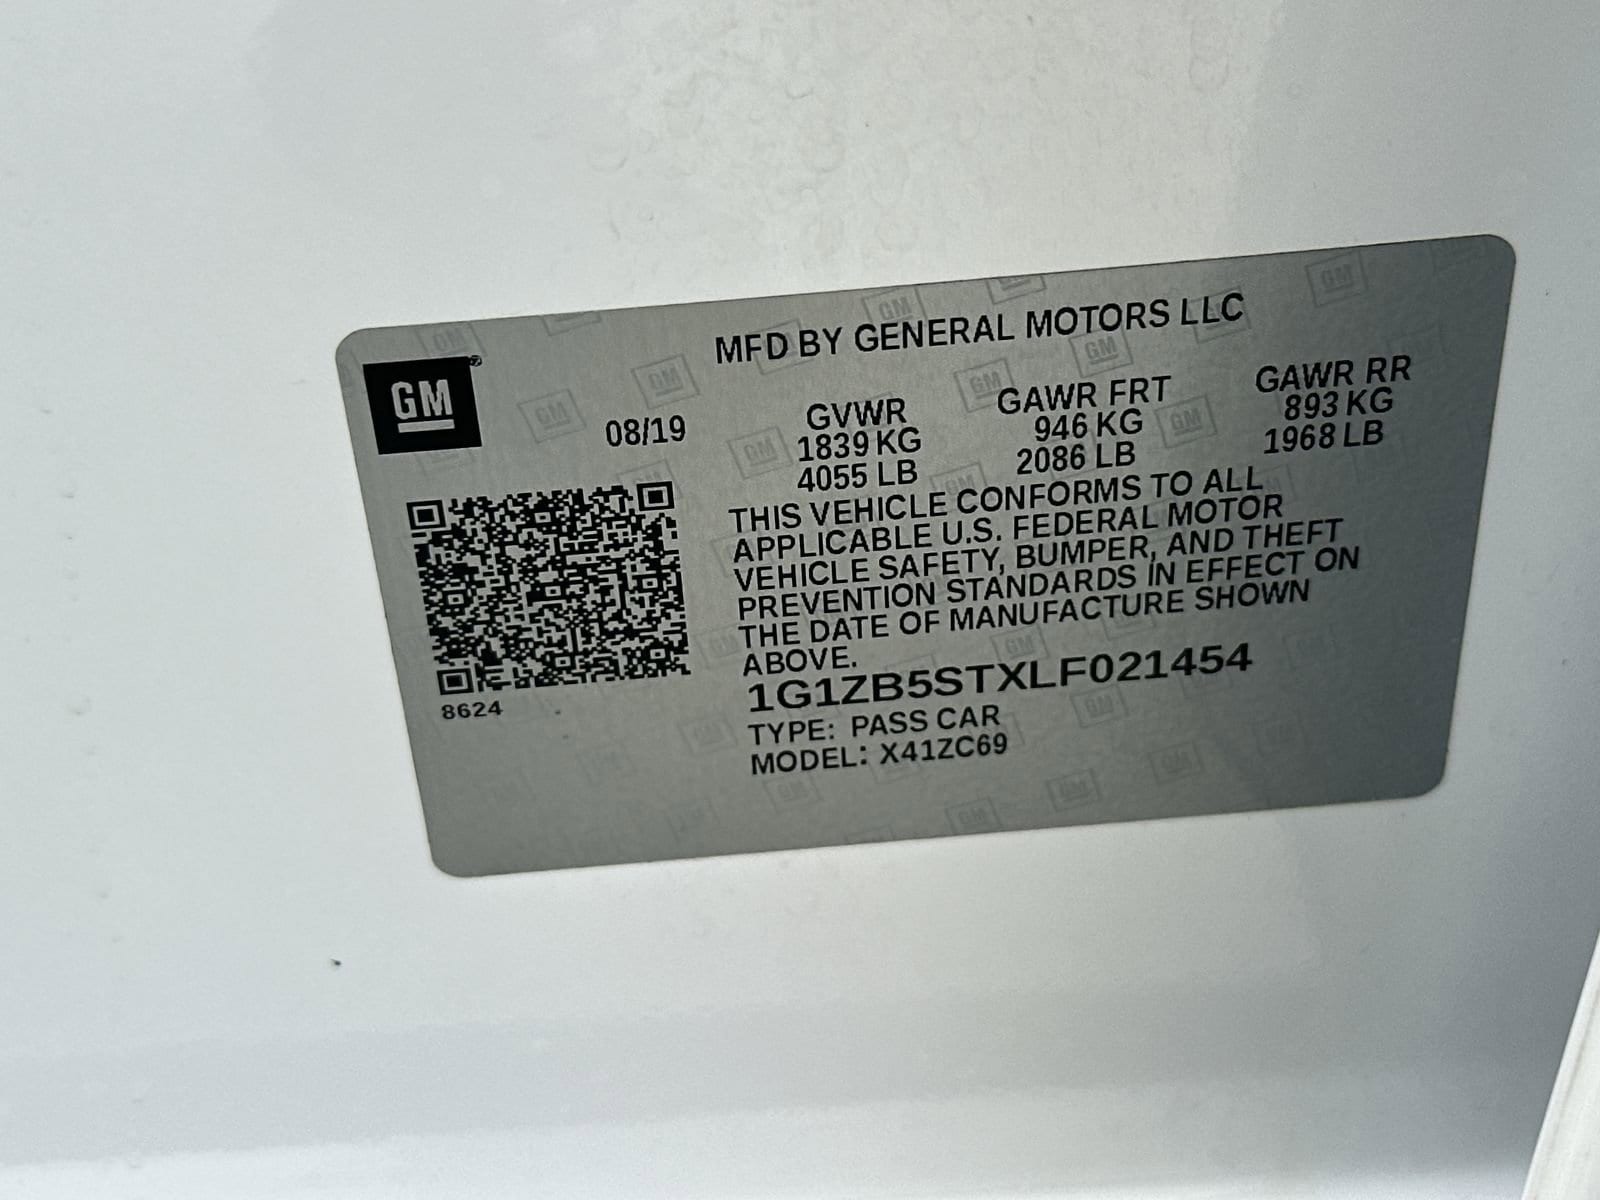 MFD BY GENERAL MOTORS LLC
GM
08/19
GVWR GAWR FRT GAWR RR
1839 KG 946 KG 893 KG
4055 LB 2086 LB 1968 LB
THIS VEHICLE CONFORMS TO ALL
APPLICABLE U.S. FEDERAL MOTOR
VEHICLE SAFETY, BUMPER, AND THEFT
PREVENTION STANDARDS IN EFFECT ON
THE DATE OF MANUFACTURE SHOWN
ABOVE.
1G1ZB5STXLF021454
TYPE: PASS CAR
MODEL: X41ZC69
8624